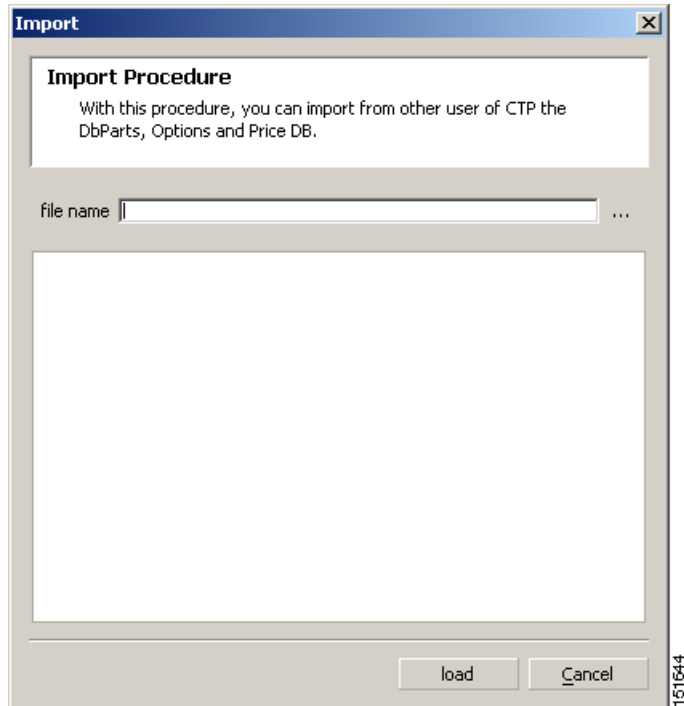 Import
Import Procedure
With this procedure, you can import from other user of CTP the
DbParts, Options and Price DB.
file name
...
load
Cancel
151644